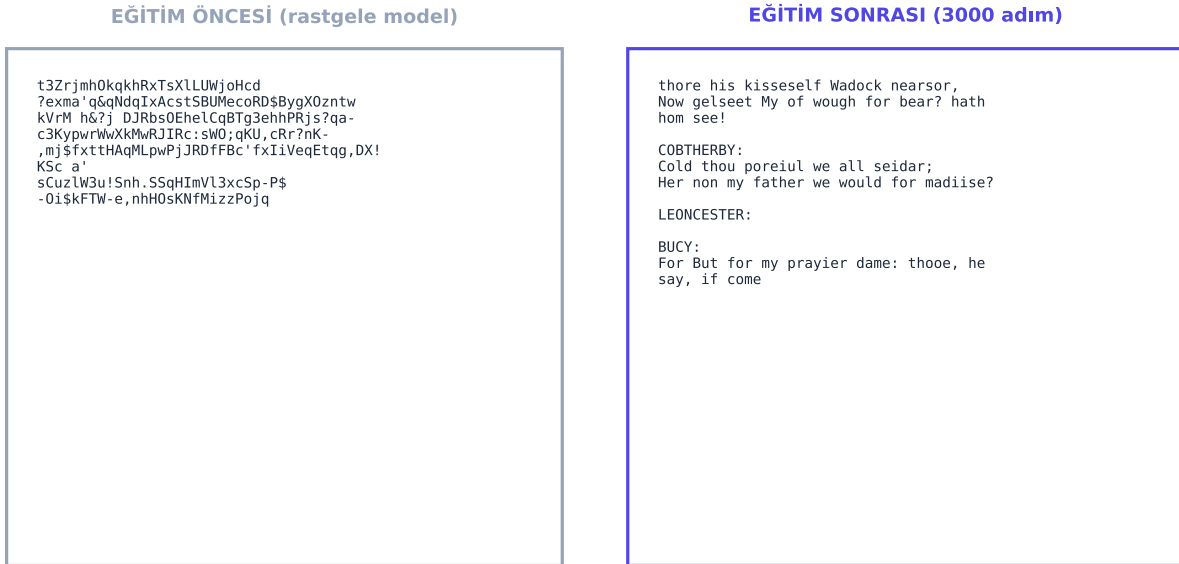 EĞİTİM ÖNCESİ (rastgele model)
t3ZrjmhOkqkhRxTsXlLUWjoHcd
?exma'q&qNdqIxAcstSBUMecoRD$BygXOzntw
kVrM h&?j DJRbsOEhelCqBTg3ehhPRjs?qa-
c3KypwrWwXkMwRJIRc:sWO;qKU,cRr?nK-
,mj$fxttHAqMLpwPjJRDfFBc'fxIiVeqEtqg,DX!
KSc a'
sCuzlW3u!Snh.SSqHImVl3xcSp-P$
-Oi$kFTW-e,nhHOsKNfMizzPojq
EĞİTİM SONRASI (3000 adım)
thore his kisseself Wadock nearsor,
Now gelseet My of wough for bear? hath
hom see!
COBTHERBY:
Cold thou poreiul we all seidar;
Her non my father we would for madiise?
LEONCESTER:
BUCY:
For But for my prayier dame: thooe, he
say, if come